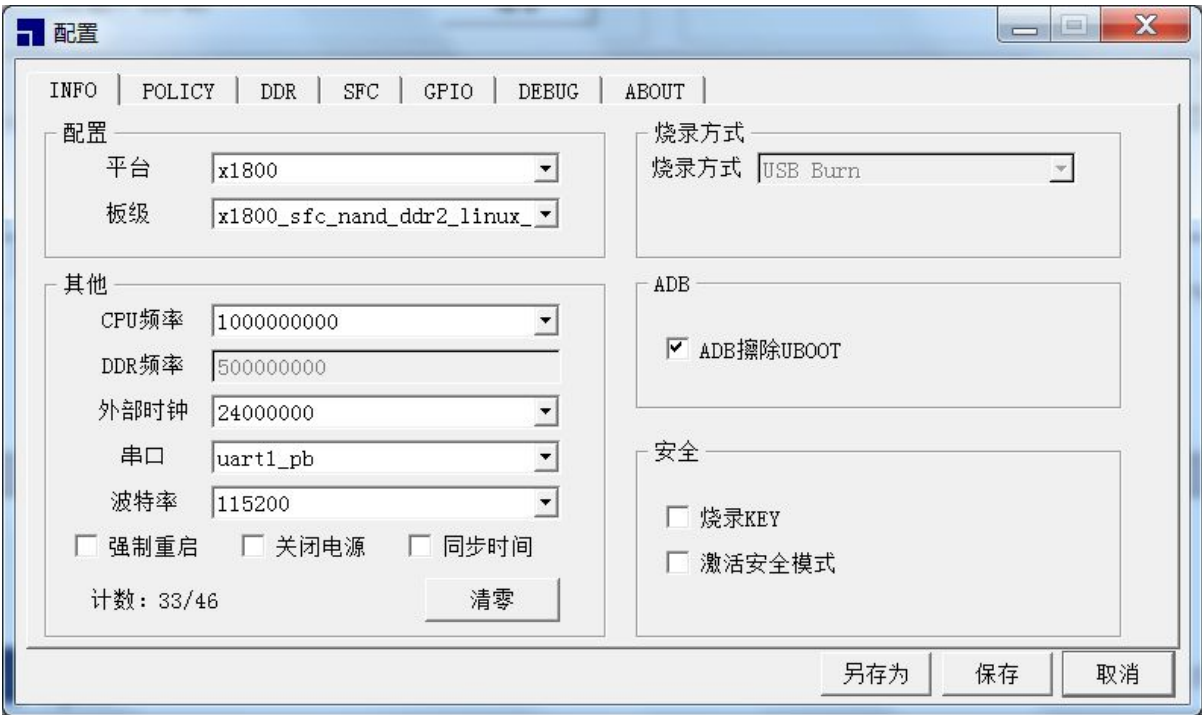 配置
INFO POLICY DDR SFC GPIO DEBUG ABOUT
配置
平台 x1800
板级 x1800_sfc_nand_ddr2_linux_
其他
CPU频率 1000000000
DDR频率 500000000
外部时钟 24000000
串口 uart1_pb
波特率 115200
强制重启 关闭电源 同步时间
计数：33/46 清零
烧录方式
烧录方式 USB Burn
ADB
ADB擦除UBOOT
安全
烧录KEY
激活安全模式
另存为 保存 取消